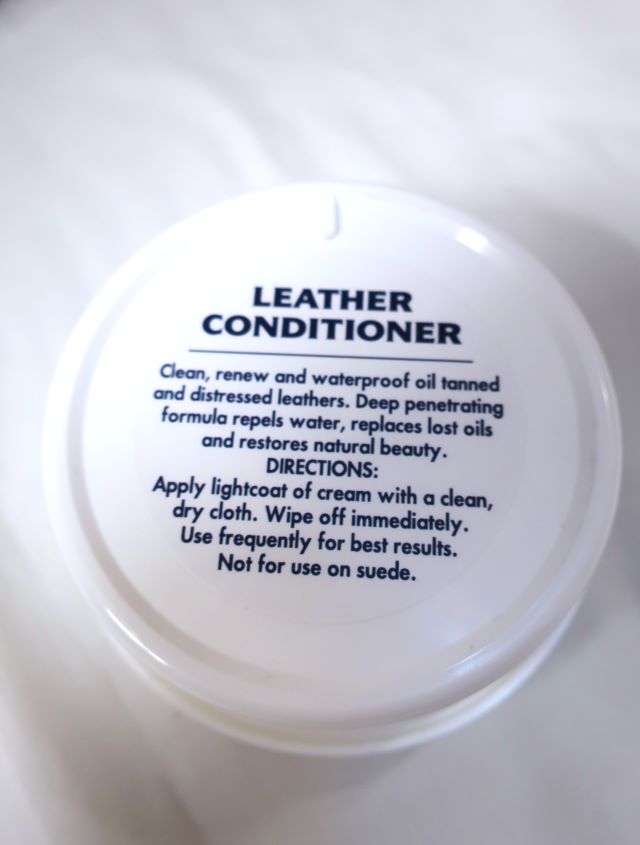 LEATHER
CONDITIONER
Clean, renew and waterproof oil tanned
and distressed leathers. Deep penetrating
formula repels water, replaces lost oils
and restores natural beauty.
DIRECTIONS:
Apply lightcoat of cream with a clean,
dry cloth. Wipe off immediately.
Use frequently for best results.
Not for use on suede.